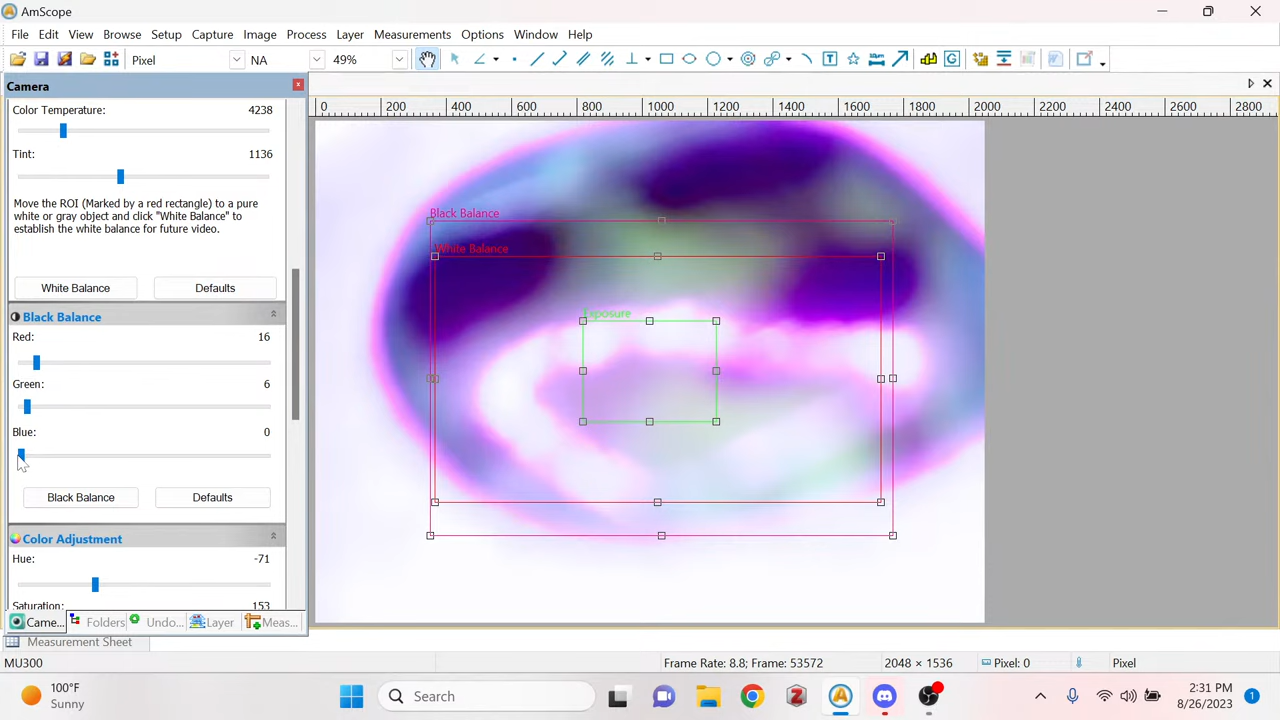 AmScope
File Edit View Browse Setup Capture Image Process Layer Measurements Options Window Help
Pixel NA 49%
Camera
0 200 400 600 800 1000 1200 1400 1600 1800 2000 2200 2400 2600 2800
Color Temperature: 4238
Tint: 1136
Move the ROI (Marked by a red rectangle) to a pure
white or gray object and click "White Balance" to
establish the white balance for future video.
White Balance Defaults
Black Balance
Red: 16
Green: 6
Blue: 0
Black Balance Defaults
Color Adjustment
Hue: -71
Saturation: 153
Came... Folders Undo... Layer Meas...
Black Balance
White Balance
Exposure
Measurement Sheet
MU300 Frame Rate: 8.8; Frame: 53572 2048 × 1536 Pixel: 0 Pixel
100°F
Sunny
Search
2:31 PM
8/26/2023
1